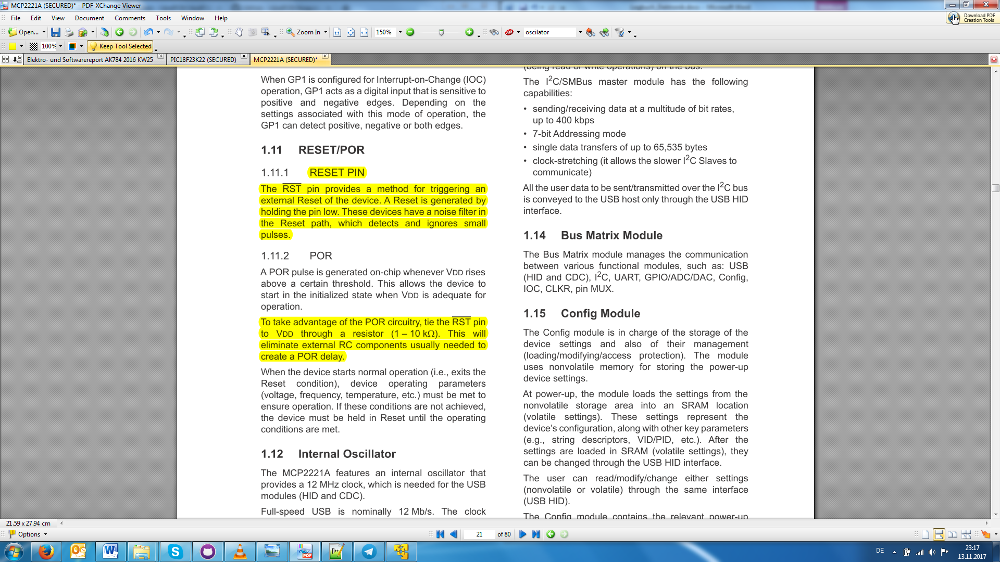 MCP2221A (SECURED)* - PDF-XChange Viewer
File Edit View Document Comments Tools Window Help
Download PDF
Creation Tools
Open... Zoom In 150% oscilator
100% Keep Tool Selected
Elektro- und Softwarereport AK784 2016 KW25 PIC18F23K22 (SECURED) MCP2221A (SECURED)*
When GP1 is configured for Interrupt-on-Change (IOC)
operation, GP1 acts as a digital input that is sensitive to
positive and negative edges. Depending on the
settings associated with this mode of operation, the
GP1 can detect positive, negative or both edges.
1.11 RESET/POR
1.11.1 RESET PIN
The RST pin provides a method for triggering an
external Reset of the device. A Reset is generated by
holding the pin low. These devices have a noise filter in
the Reset path, which detects and ignores small
pulses.
1.11.2 POR
A POR pulse is generated on-chip whenever VDD rises
above a certain threshold. This allows the device to
start in the initialized state when VDD is adequate for
operation.
To take advantage of the POR circuitry, tie the RST pin
to VDD through a resistor (1 – 10 kΩ). This will
eliminate external RC components usually needed to
create a POR delay.
When the device starts normal operation (i.e., exits the
Reset condition), device operating parameters
(voltage, frequency, temperature, etc.) must be met to
ensure operation. If these conditions are not achieved,
the device must be held in Reset until the operating
conditions are met.
1.12 Internal Oscillator
The MCP2221A features an internal oscillator that
provides a 12 MHz clock, which is needed for the USB
modules (HID and CDC).
Full-speed USB is nominally 12 Mb/s. The clock
(being read or write operations) on the bus.
The I2C/SMBus master module has the following
capabilities:
• sending/receiving data at a multitude of bit rates,
up to 400 kbps
• 7-bit Addressing mode
• single data transfers of up to 65,535 bytes
• clock-stretching (it allows the slower I2C Slaves to
communicate)
All the user data to be sent/transmitted over the I2C bus
is conveyed to the USB host only through the USB HID
interface.
1.14 Bus Matrix Module
The Bus Matrix module manages the communication
between various functional modules, such as: USB
(HID and CDC), I2C, UART, GPIO/ADC/DAC, Config,
IOC, CLKR, pin MUX.
1.15 Config Module
The Config module is in charge of the storage of the
device settings and also of their management
(loading/modifying/access protection). The module
uses nonvolatile memory for storing the power-up
device settings.
At power-up, the module loads the settings from the
nonvolatile storage area into an SRAM location
(volatile settings). These settings represent the
device's configuration, along with other key parameters
(e.g., string descriptors, VID/PID, etc.). After the
settings are loaded in SRAM (volatile settings), they
can be changed through the USB HID interface.
The user can read/modify/change either settings
(nonvolatile or volatile) through the same interface
(USB HID).
The Config module contains the relevant power-up
21.59 x 27.94 cm
Options 21 of 80
DE 23:17
13.11.2017